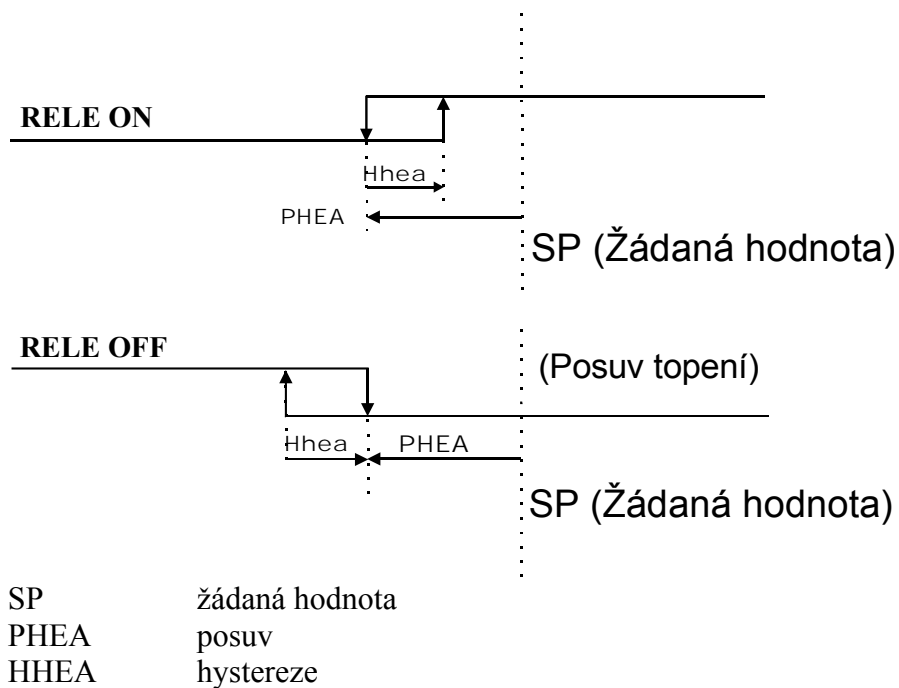 RELE ON
Hhea
PHEA
SP (Žádaná hodnota)
RELE OFF
(Posuv topení)
Hhea PHEA
SP (Žádaná hodnota)
SP žádaná hodnota
PHEA posuv
HHEA hystereze